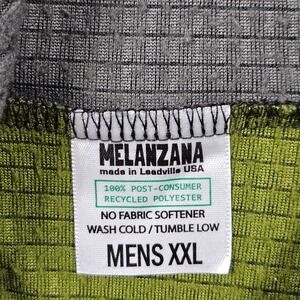 MELANZANA
made in Leadville USA
100% POST-CONSUMER
RECYCLED POLYESTER
NO FABRIC SOFTENER
WASH COLD / TUMBLE LOW
MENS XXL